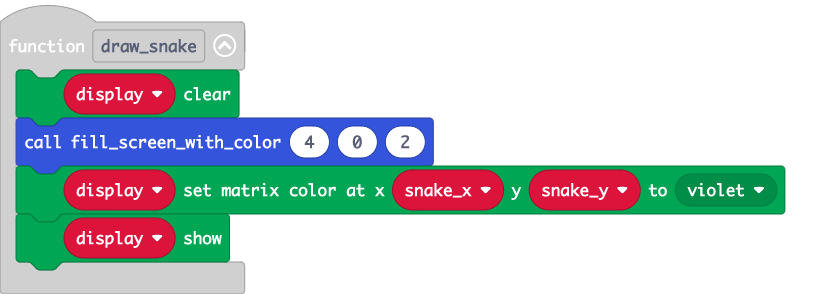 function draw_snake
display clear
call fill_screen_with_color 4 0 2
display set matrix color at x snake_x y snake_y to violet
display show